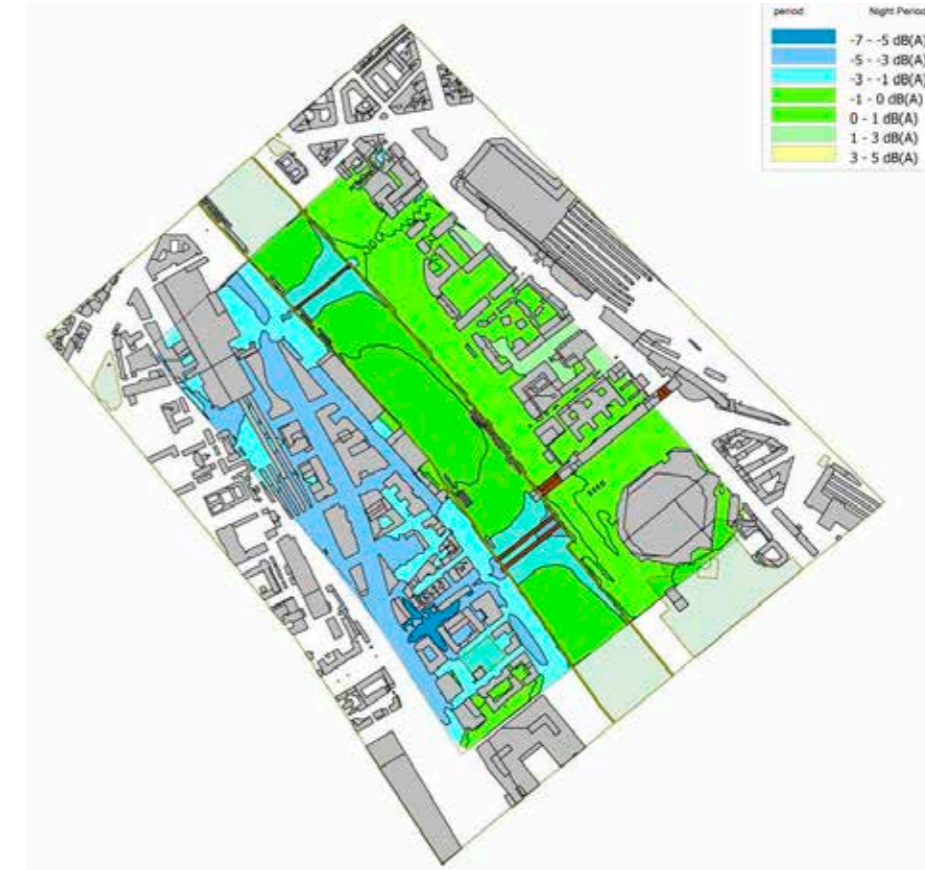 period Night Period
-7 - -5 dB(A)
-5 - -3 dB(A)
-3 - -1 dB(A)
-1 - 0 dB(A)
0 - 1 dB(A)
1 - 3 dB(A)
3 - 5 dB(A)